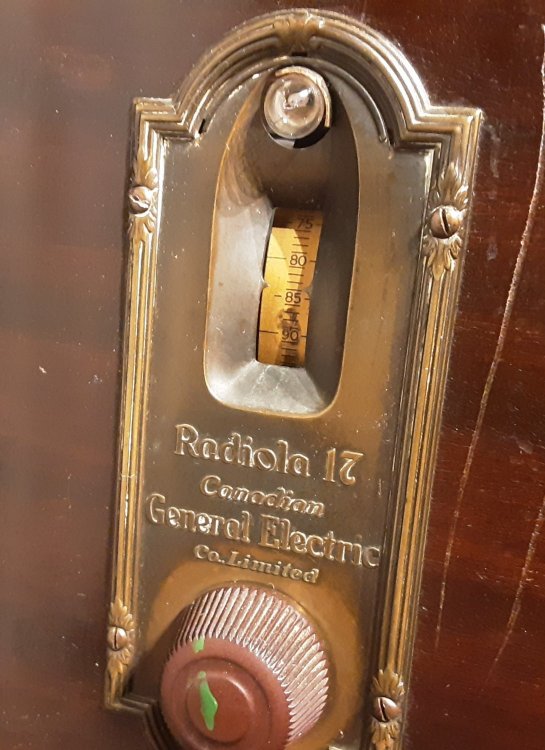 75
80
85
90
Radiola 17
Canadian
General Electric
Co. Limited